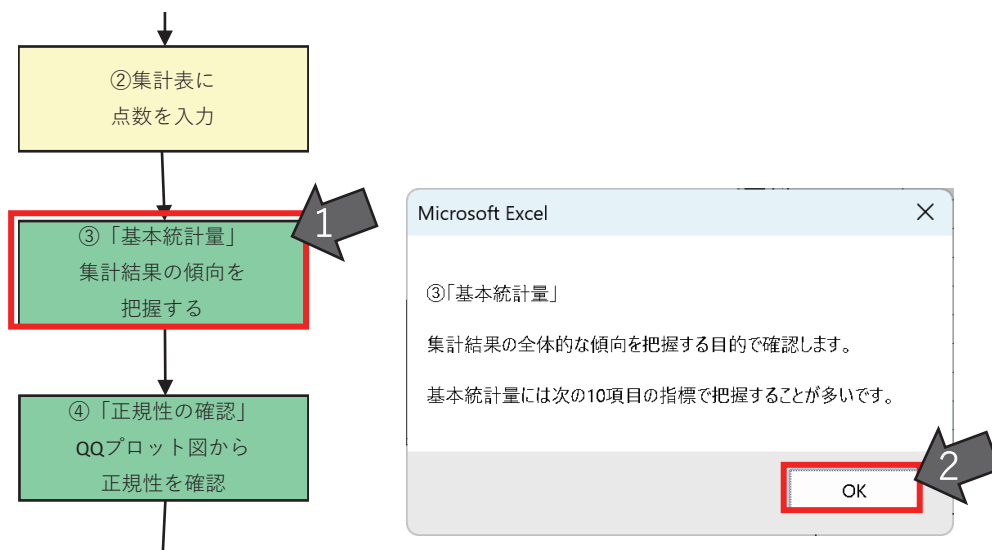 ②集計表に
点数を入力
③「基本統計量」
集計結果の傾向を
把握する
④「正規性の確認」
QQプロット図から
正規性を確認
1
Microsoft Excel
③「基本統計量」
集計結果の全体的な傾向を把握する目的で確認します。
基本統計量には次の10項目の指標で把握することが多いです。
OK
2